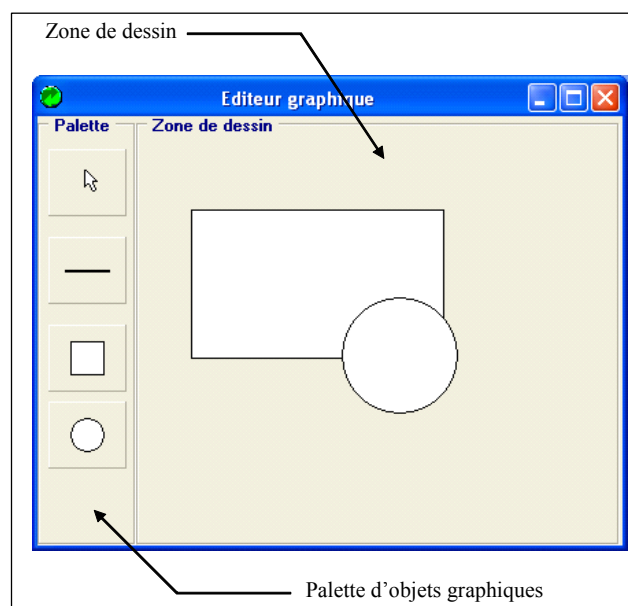 Zone de dessin
Editeur graphique
Palette
Zone de dessin
Palette d’objets graphiques